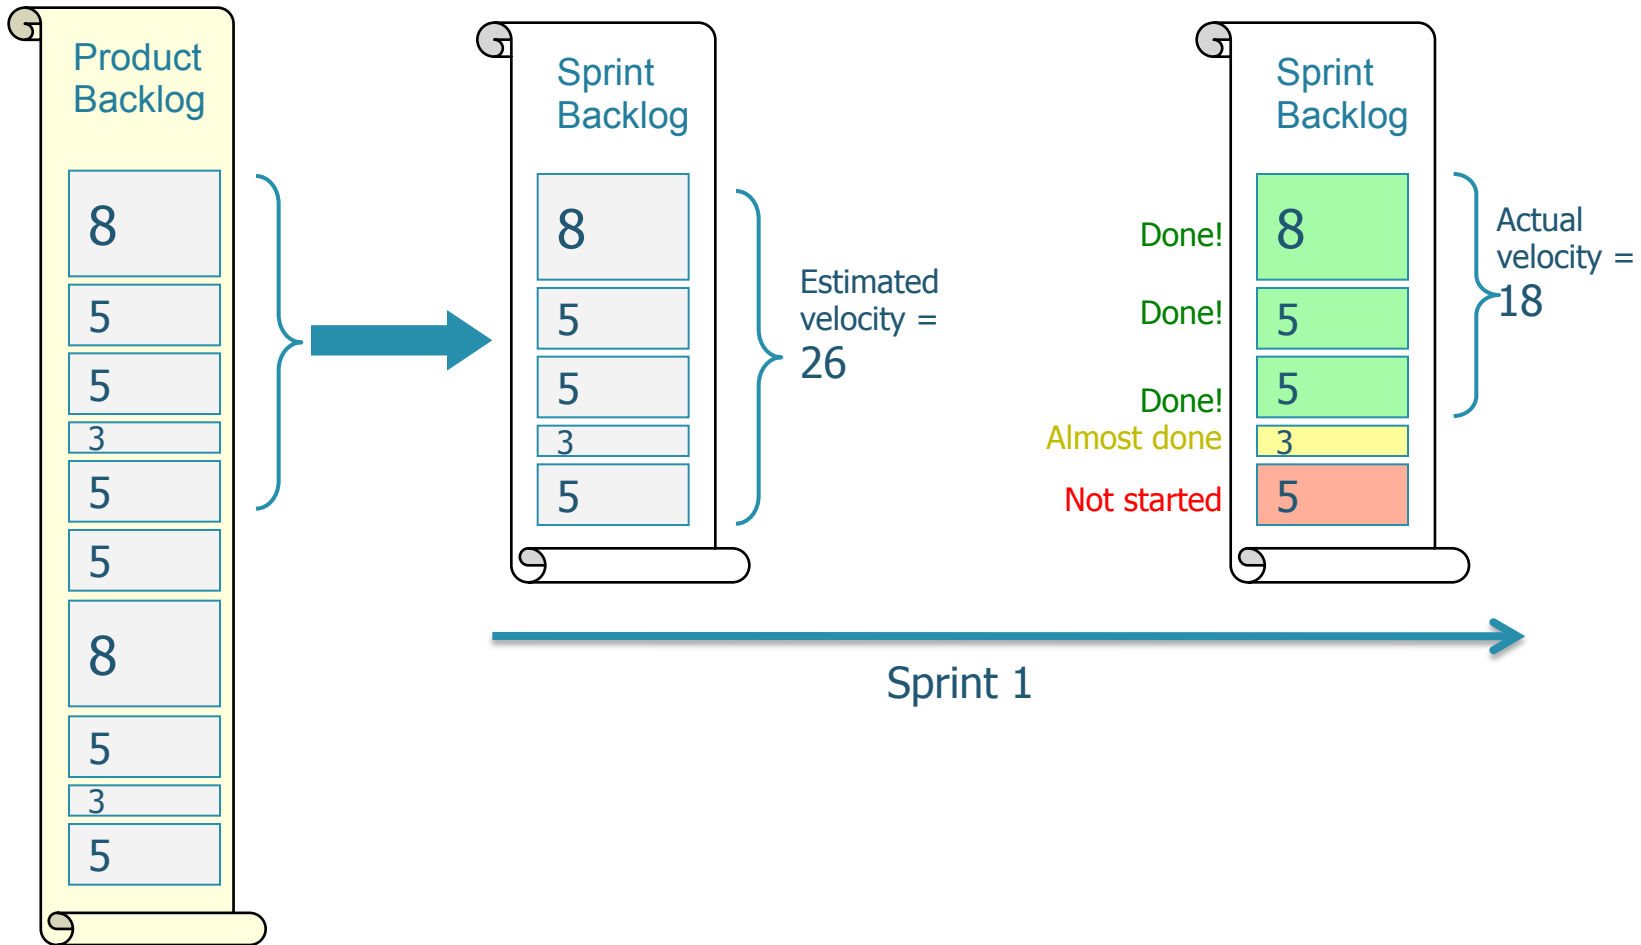 Product
Backlog
8
5
5
3
5
5
8
5
3
5
Sprint
Backlog
8
5
5
3
5
Estimated
velocity =
26
Sprint
Backlog
Done! 8
Done! 5
Done! 5
Almost done 3
Not started 5
Actual
velocity =
18
Sprint 1